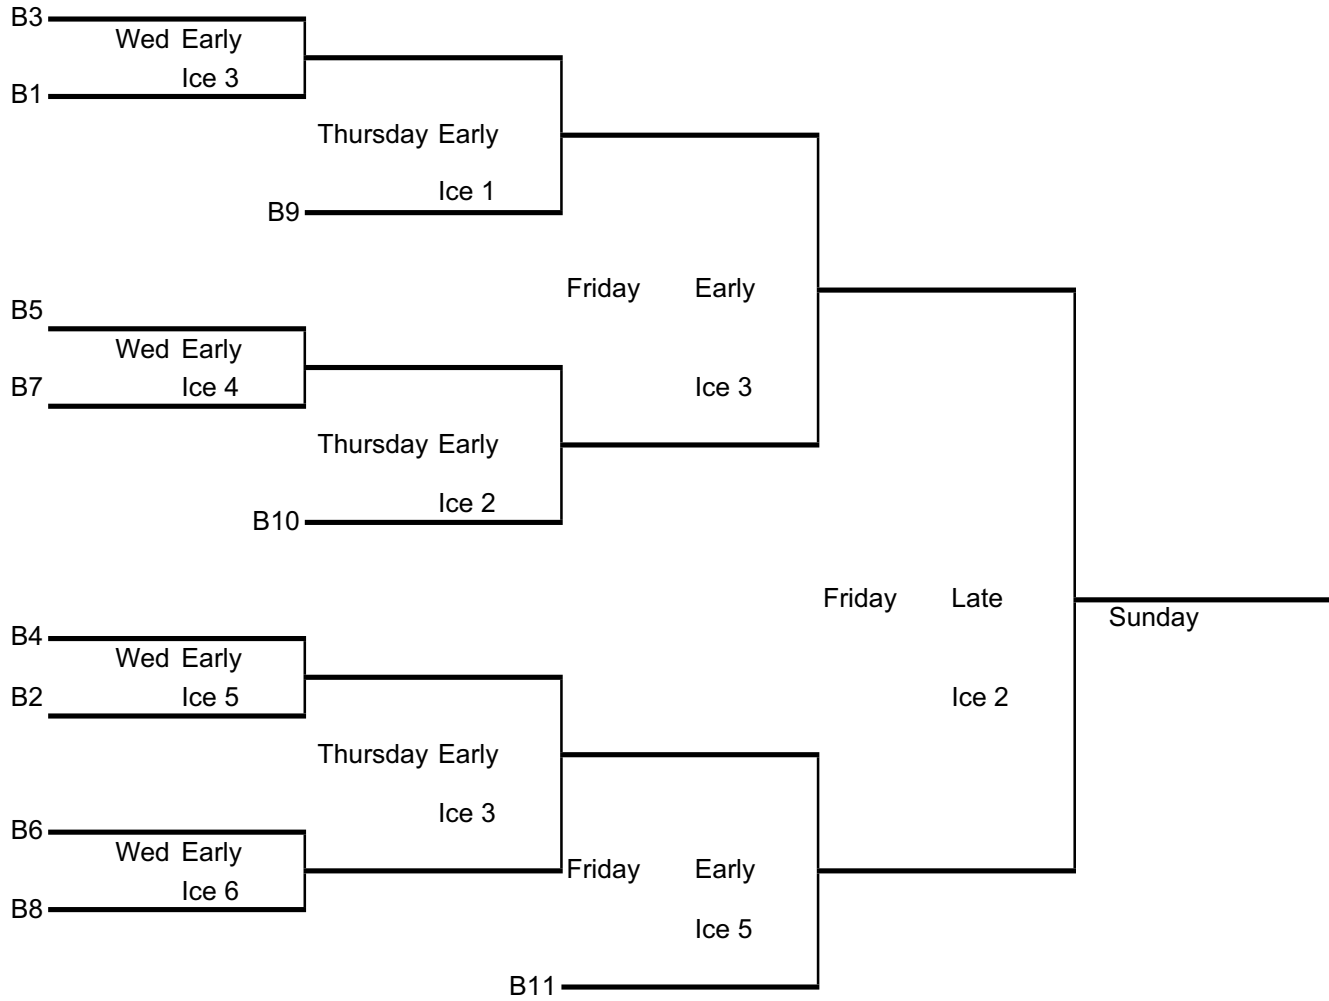 B3
Wed Early
Ice 3
B1
Thursday Early
Ice 1
B9
Friday Early
B5
Wed Early
B7 Ice 4
Ice 3
Thursday Early
Ice 2
B10
Friday Late
Sunday
B4
Wed Early
B2 Ice 5
Ice 2
Thursday Early
Ice 3
B6
Wed Early
Friday Early
Ice 6
B8
Ice 5
B11